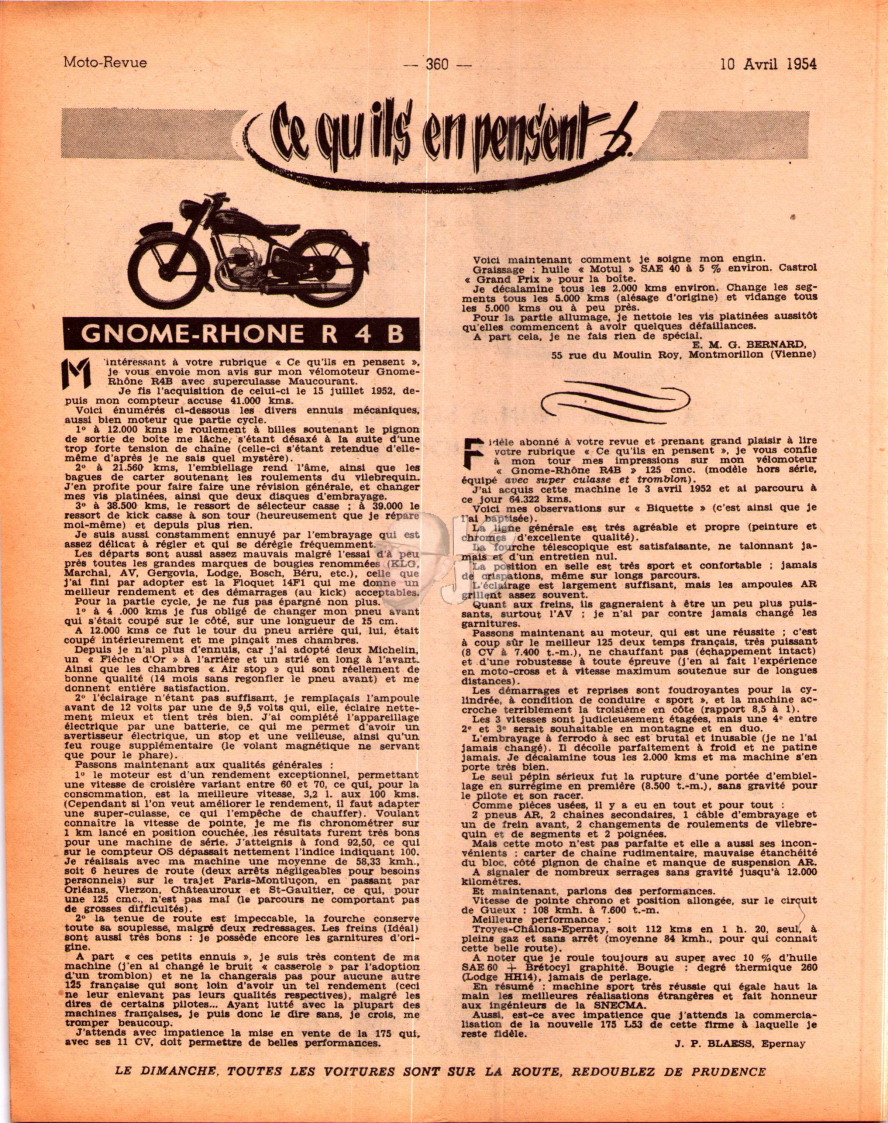 Moto-Revue
— 360 —
10 Avril 1954
Ce qu'ils en pensent
GNOME-RHONE R 4 B
M'intéressant à votre rubrique « Ce qu'ils en pensent »,
je vous envoie mon avis sur mon vélomoteur Gnome-
Rhône R4B avec superculasse Maucourant.
Je fis l'acquisition de celui-ci le 15 juillet 1952, de-
puis mon compteur accuse 41.000 kms.
Voici énumérés ci-dessous les divers ennuis mécaniques,
aussi bien moteur que partie cycle.
1° à 12.000 kms le roulement à billes soutenant le pignon
de sortie de boîte me lâche, s'étant désaxé à la suite d'une
trop forte tension de chaîne (celle-ci s'étant retendue d'elle-
même d'après je ne sais quel mystère).
2° à 21.560 kms, l'embiellage rend l'âme, ainsi que les
bagues de carter soutenant les roulements du vilebrequin.
J'en profite pour faire faire une révision générale, et changer
mes vis platinées, ainsi que deux disques d'embrayage.
3° à 38.500 kms, le ressort de sélecteur casse ; à 39.000 le
ressort de kick casse à son tour (heureusement que je répare
moi-même) et depuis plus rien.
Je suis aussi constamment ennuyé par l'embrayage qui est
assez délicat à régler et qui se dérègle fréquemment.
Les départs sont aussi assez mauvais malgré l'essai d'à peu
près toutes les grandes marques de bougies renommées (KLG,
Marchal, AV, Gergovia, Lodge, Bosch, Béru, etc.), celle que
j'ai fini par adopter est la Floquet 14F1 qui me donne un
meilleur rendement et des démarrages (au kick) acceptables.
Pour la partie cycle, je ne fus pas épargné non plus.
1° à 4 .000 kms je fus obligé de changer mon pneu avant
qui s'était coupé sur le côté, sur une longueur de 15 cm.
A 12.000 kms ce fut le tour du pneu arrière qui, lui, était
coupé intérieurement et me pinçait mes chambres.
Depuis je n'ai plus d'ennuis, car j'ai adopté deux Michelin,
un « Flèche d'Or » à l'arrière et un strié en long à l'avant.
Ainsi que les chambres « Air stop » qui sont réellement de
bonne qualité (14 mois sans regonfler le pneu avant) et me
donnent entière satisfaction.
2° l'éclairage n'étant pas suffisant, je remplaçais l'ampoule
avant de 12 volts par une de 9,5 volts qui, elle, éclaire nette-
ment mieux et tient très bien. J'ai complété l'appareillage
électrique par une batterie, ce qui me permet d'avoir un
avertisseur électrique, un stop et une veilleuse, ainsi qu'un
feu rouge supplémentaire (le volant magnétique ne servant
que pour le phare).
Passons maintenant aux qualités générales :
1° le moteur est d'un rendement exceptionnel, permettant
une vitesse de croisière variant entre 60 et 70, ce qui, pour la
consommation, est la meilleure vitesse, 3,2 l. aux 100 kms.
(Cependant si l'on veut améliorer le rendement, il faut adapter
une super-culasse, ce qui l'empêche de chauffer). Voulant
connaître la vitesse de pointe, je me fis chronométrer sur
1 km lancé en position couchée, les résultats furent très bons
pour une machine de série. J'atteignis à fond 92,50, ce qui
sur le compteur OS dépassait nettement l'indice indiquant 100.
Je réalisais avec ma machine une moyenne de 58,33 kmh.,
soit 6 heures de route (deux arrêts négligeables pour besoins
personnels) sur le trajet Paris-Montluçon, en passant par
Orléans, Vierzon, Châteauroux et St-Gaultier, ce qui, pour
une 125 cmc., n'est pas mal (le parcours ne comportant pas
de grosses difficultés).
2° la tenue de route est impeccable, la fourche conserve
toute sa souplesse, malgré deux redressages. Les freins (Idéal)
sont aussi très bons : je possède encore les garnitures d'ori-
gine.
A part « ces petits ennuis », je suis très content de ma
machine (j'en ai changé le bruit « casserole » par l'adoption
d'un tromblon) et ne la changerais pas pour aucune autre
125 française qui sont loin d'avoir un tel rendement (ceci
ne leur enlevant pas leurs qualités respectives), malgré les
dires de certains pilotes... Ayant lutté avec la plupart des
machines françaises, je puis donc le dire sans, je crois, me
tromper beaucoup.
J'attends avec impatience la mise en vente de la 175 qui,
avec ses 11 CV, doit permettre de belles performances.
Voici maintenant comment je soigne mon engin.
Graissage : huile « Motul » SAE 40 à 5 % environ. Castrol
« Grand Prix » pour la boîte.
Je décalamine tous les 2.000 kms environ. Change les seg-
ments tous les 5.000 kms (alésage d'origine) et vidange tous
les 5.000 kms ou à peu près.
Pour la partie allumage, je nettoie les vis platinées aussitôt
qu'elles commencent à avoir quelques défaillances.
A part cela, je ne fais rien de spécial.
E. M. G. BERNARD,
55 rue du Moulin Roy, Montmorillon (Vienne)
Fidèle abonné à votre revue et prenant grand plaisir à lire
votre rubrique « Ce qu'ils en pensent », je vous confie
à mon tour mes impressions sur mon vélomoteur
« Gnome-Rhône R4B » 125 cmc. (modèle hors série,
équipé avec super culasse et tromblon).
J'ai acquis cette machine le 3 avril 1952 et ai parcouru à
ce jour 64.322 kms.
Voici mes observations sur « Biquette » (c'est ainsi que je
l'ai baptisée).
La ligne générale est très agréable et propre (peinture et
chromes d'excellente qualité).
La fourche télescopique est satisfaisante, ne talonnant ja-
mais et d'un entretien nul.
La position en selle est très sport et confortable ; jamais
de crispations, même sur longs parcours.
L'éclairage est largement suffisant, mais les ampoules AR
grillent assez souvent.
Quant aux freins, ils gagneraient à être un peu plus puis-
sants, surtout l'AV ; je n'ai par contre jamais changé les
garnitures.
Passons maintenant au moteur, qui est une réussite ; c'est
à coup sûr le meilleur 125 deux temps français, très puissant
(8 CV à 7.400 t.-m.), ne chauffant pas (échappement intact)
et d'une robustesse à toute épreuve (j'en ai fait l'expérience
en moto-cross et à vitesse maximum soutenue sur de longues
distances).
Les démarrages et reprises sont foudroyants pour la cy-
lindrée, à condition de conduire « sport », et la machine ac-
croche terriblement la troisième en côte (rapport 8,5 à 1).
Les 3 vitesses sont judicieusement étagées, mais une 4° entre
2° et 3° serait souhaitable en montagne et en duo.
L'embrayage à ferrodo à sec est brutal et inusable (je ne l'ai
jamais changé). Il décolle parfaitement à froid et ne patine
jamais. Je décalamine tous les 2.000 kms et ma machine s'en
porte très bien.
Le seul pépin sérieux fut la rupture d'une portée d'embiel-
lage en surrégime en première (8.500 t.-m.), sans gravité pour
le pilote et son racer.
Comme pièces usées, il y a eu en tout et pour tout :
2 pneus AR, 2 chaînes secondaires, 1 câble d'embrayage et
un de frein avant, 2 changements de roulements de vilebre-
quin et de segments et 2 poignées.
Mais cette moto n'est pas parfaite et elle a aussi ses incon-
vénients : carter de chaîne rudimentaire, mauvaise étanchéité
du bloc, côté pignon de chaîne et manque de suspension AR.
A signaler de nombreux serrages sans gravité jusqu'à 12.000
kilomètres.
Et maintenant, parlons des performances.
Vitesse de pointe chrono et position allongée, sur le circuit
de Gueux : 108 kmh. à 7.600 t.-m.
Meilleure performance :
Troyes-Châlons-Epernay, soit 112 kms en 1 h. 20, seul, à
pleins gaz et sans arrêt (moyenne 84 kmh., pour qui connait
cette belle route).
A noter que je roule toujours au super avec 10 % d'huile
SAE 60 + Brétocyl graphité. Bougie : degré thermique 260
(Lodge HH14), jamais de perlage.
En résumé : machine sport très réussie qui égale haut la
main les meilleures réalisations étrangères et fait honneur
aux ingénieurs de la SNECMA.
Aussi, est-ce avec impatience que j'attends la commercia-
lisation de la nouvelle 175 L53 de cette firme à laquelle je
reste fidèle.
J. P. BLAESS, Epernay
LE DIMANCHE, TOUTES LES VOITURES SONT SUR LA ROUTE, REDOUBLEZ DE PRUDENCE